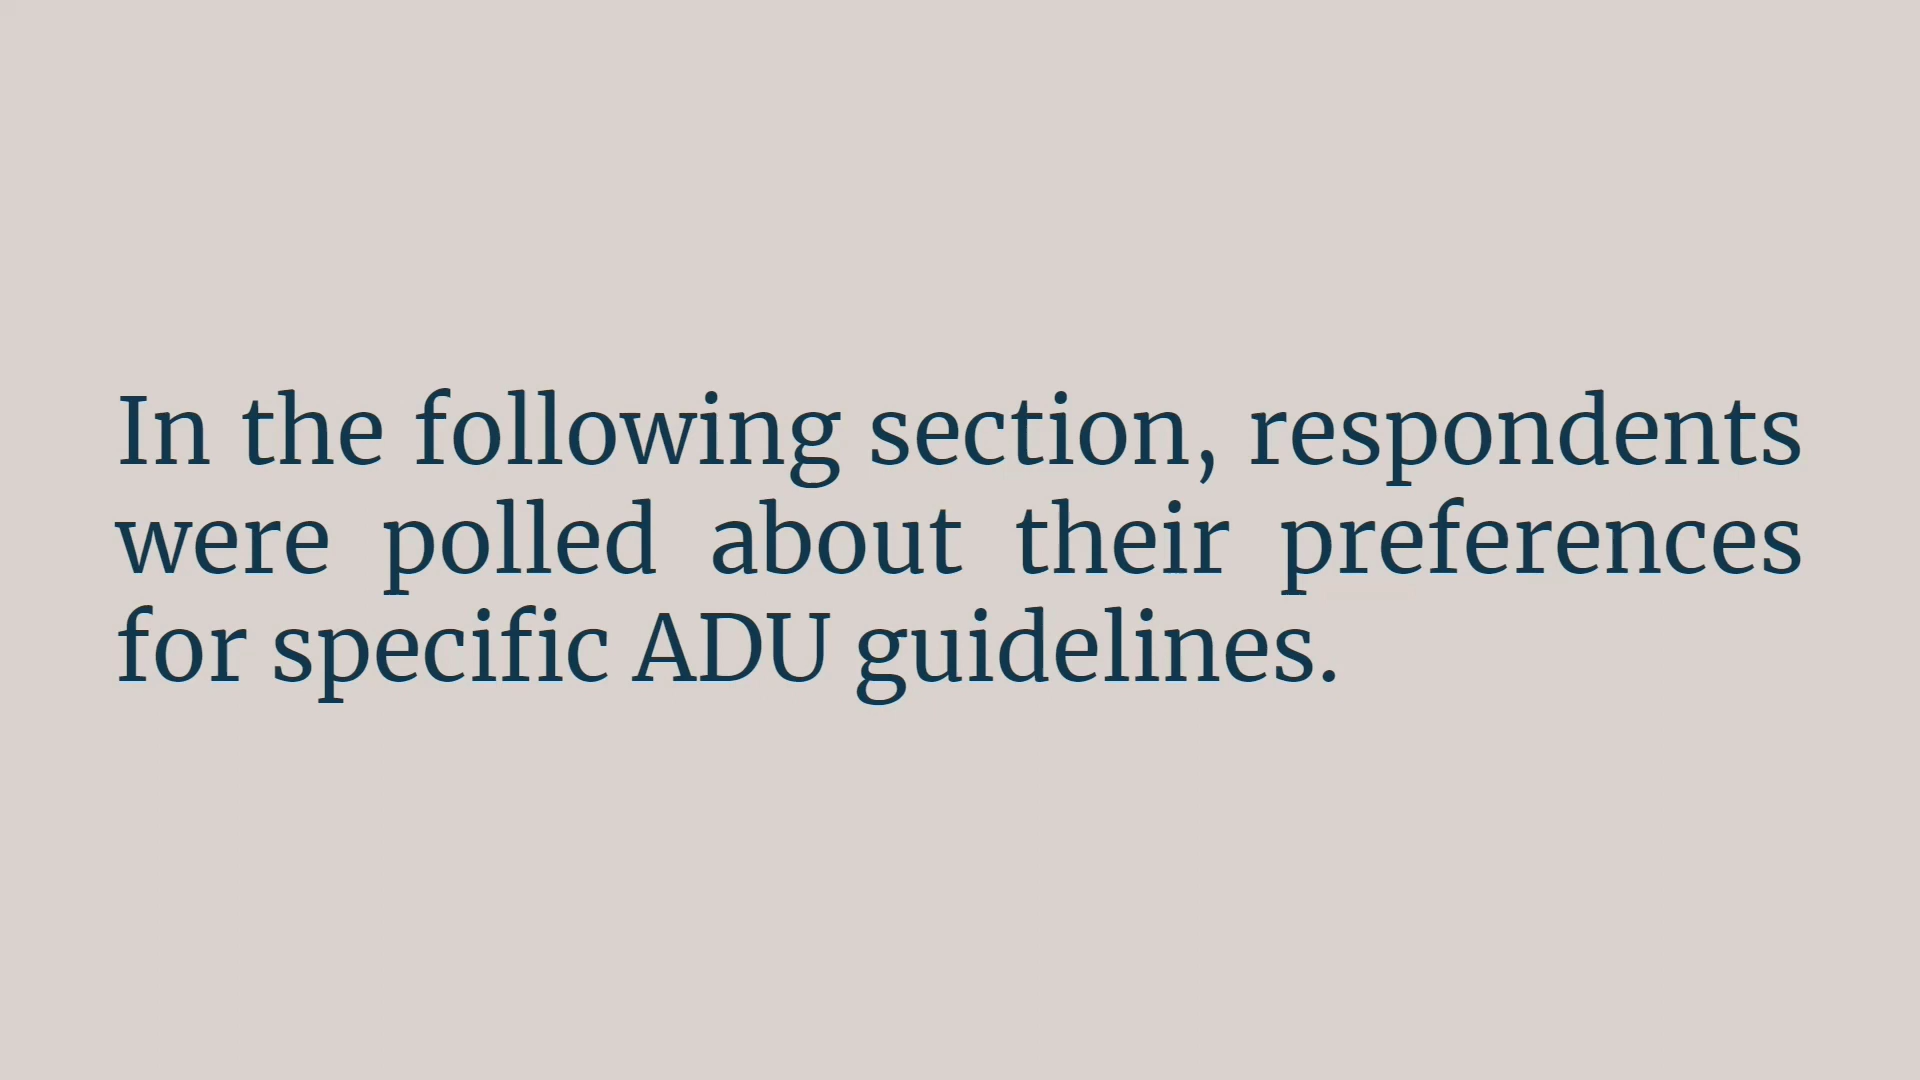 In the following section, respondents
were polled about their preferences
for specific ADU guidelines.